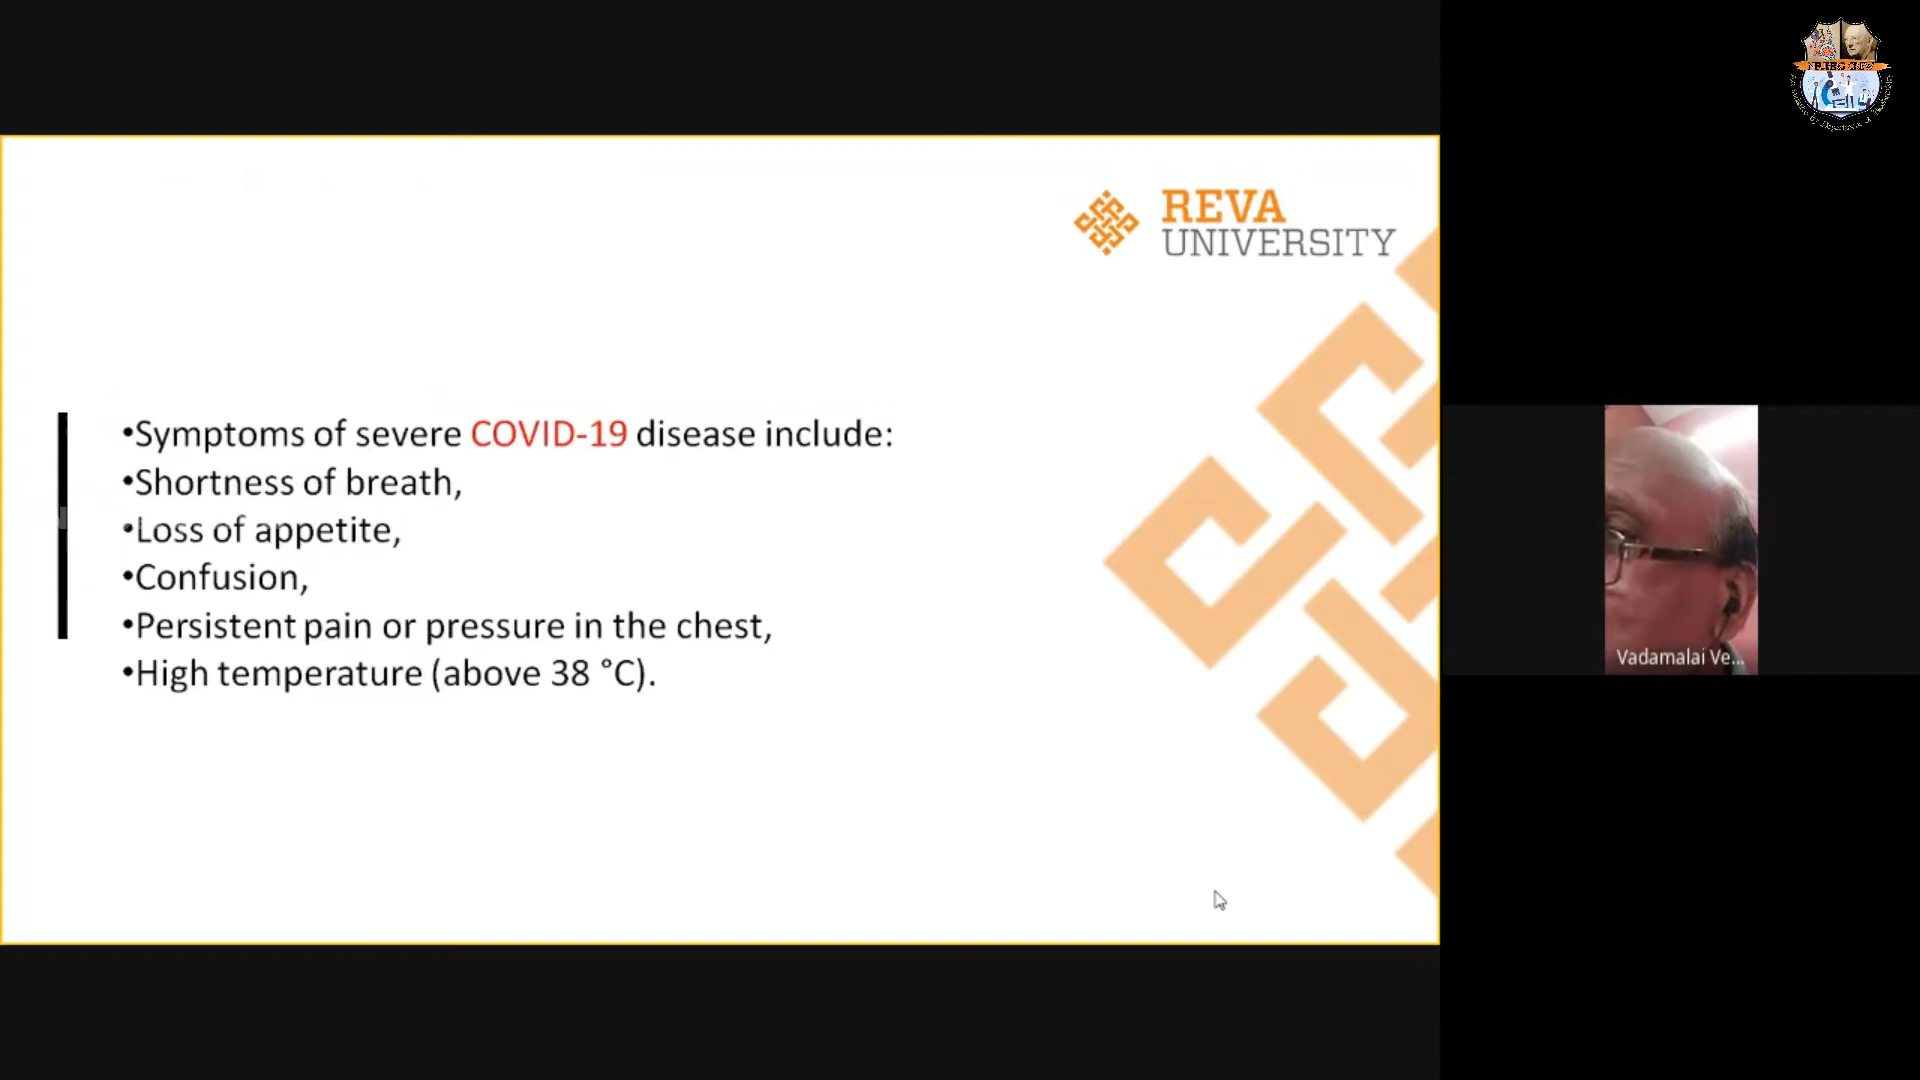 REVA
UNIVERSITY
•Symptoms of severe COVID-19 disease include:
•Shortness of breath,
•Loss of appetite,
•Confusion,
•Persistent pain or pressure in the chest,
•High temperature (above 38 °C).
Vadamalai Ve...